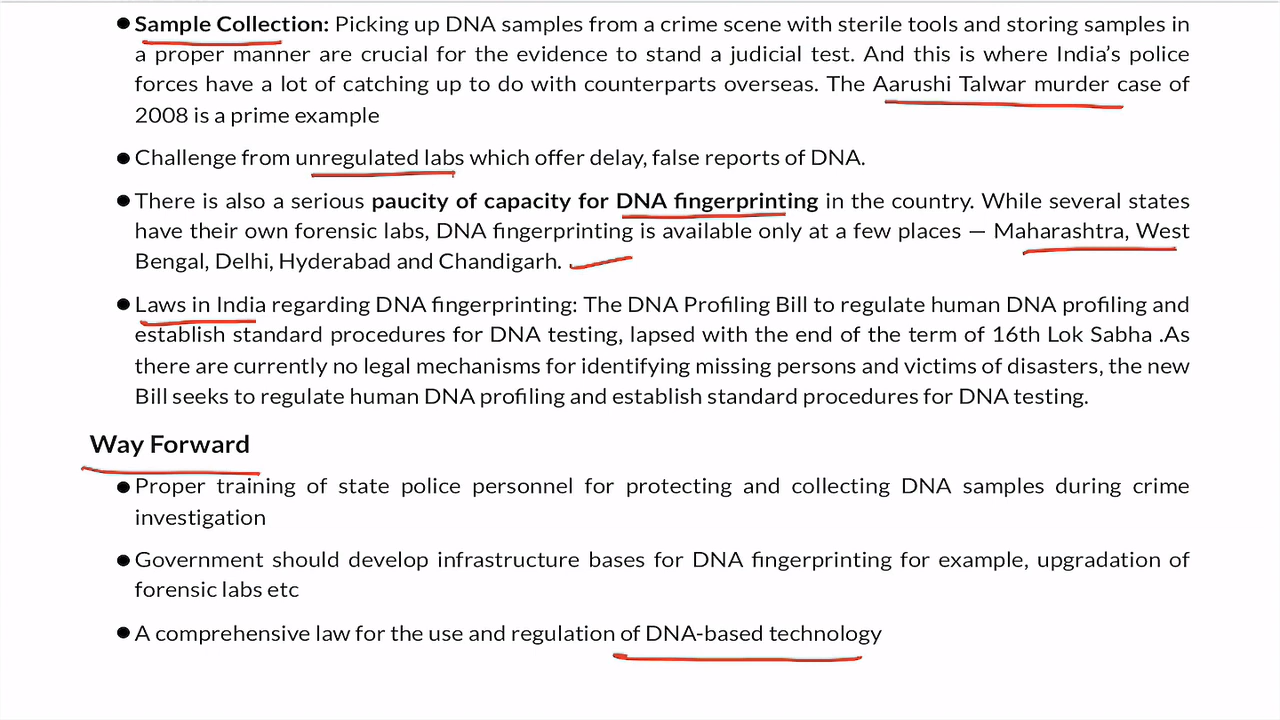 ● Sample Collection: Picking up DNA samples from a crime scene with sterile tools and storing samples in
a proper manner are crucial for the evidence to stand a judicial test. And this is where India’s police
forces have a lot of catching up to do with counterparts overseas. The Aarushi Talwar murder case of
2008 is a prime example
● Challenge from unregulated labs which offer delay, false reports of DNA.
● There is also a serious paucity of capacity for DNA fingerprinting in the country. While several states
have their own forensic labs, DNA fingerprinting is available only at a few places — Maharashtra, West
Bengal, Delhi, Hyderabad and Chandigarh.
● Laws in India regarding DNA fingerprinting: The DNA Profiling Bill to regulate human DNA profiling and
establish standard procedures for DNA testing, lapsed with the end of the term of 16th Lok Sabha .As
there are currently no legal mechanisms for identifying missing persons and victims of disasters, the new
Bill seeks to regulate human DNA profiling and establish standard procedures for DNA testing.
Way Forward
● Proper training of state police personnel for protecting and collecting DNA samples during crime
investigation
● Government should develop infrastructure bases for DNA fingerprinting for example, upgradation of
forensic labs etc
● A comprehensive law for the use and regulation of DNA-based technology